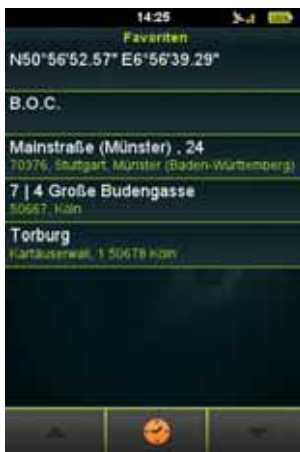 14:25
Favoriten
N50°56'52.57" E6°56'39.29"
B.O.C.
Mainstraße (Münster) , 24
70376, Stuttgart, Münster (Baden-Württemberg)
7 | 4 Große Budengasse
50667, Köln
Torburg
Kartäuserwall, 1 50678 Köln